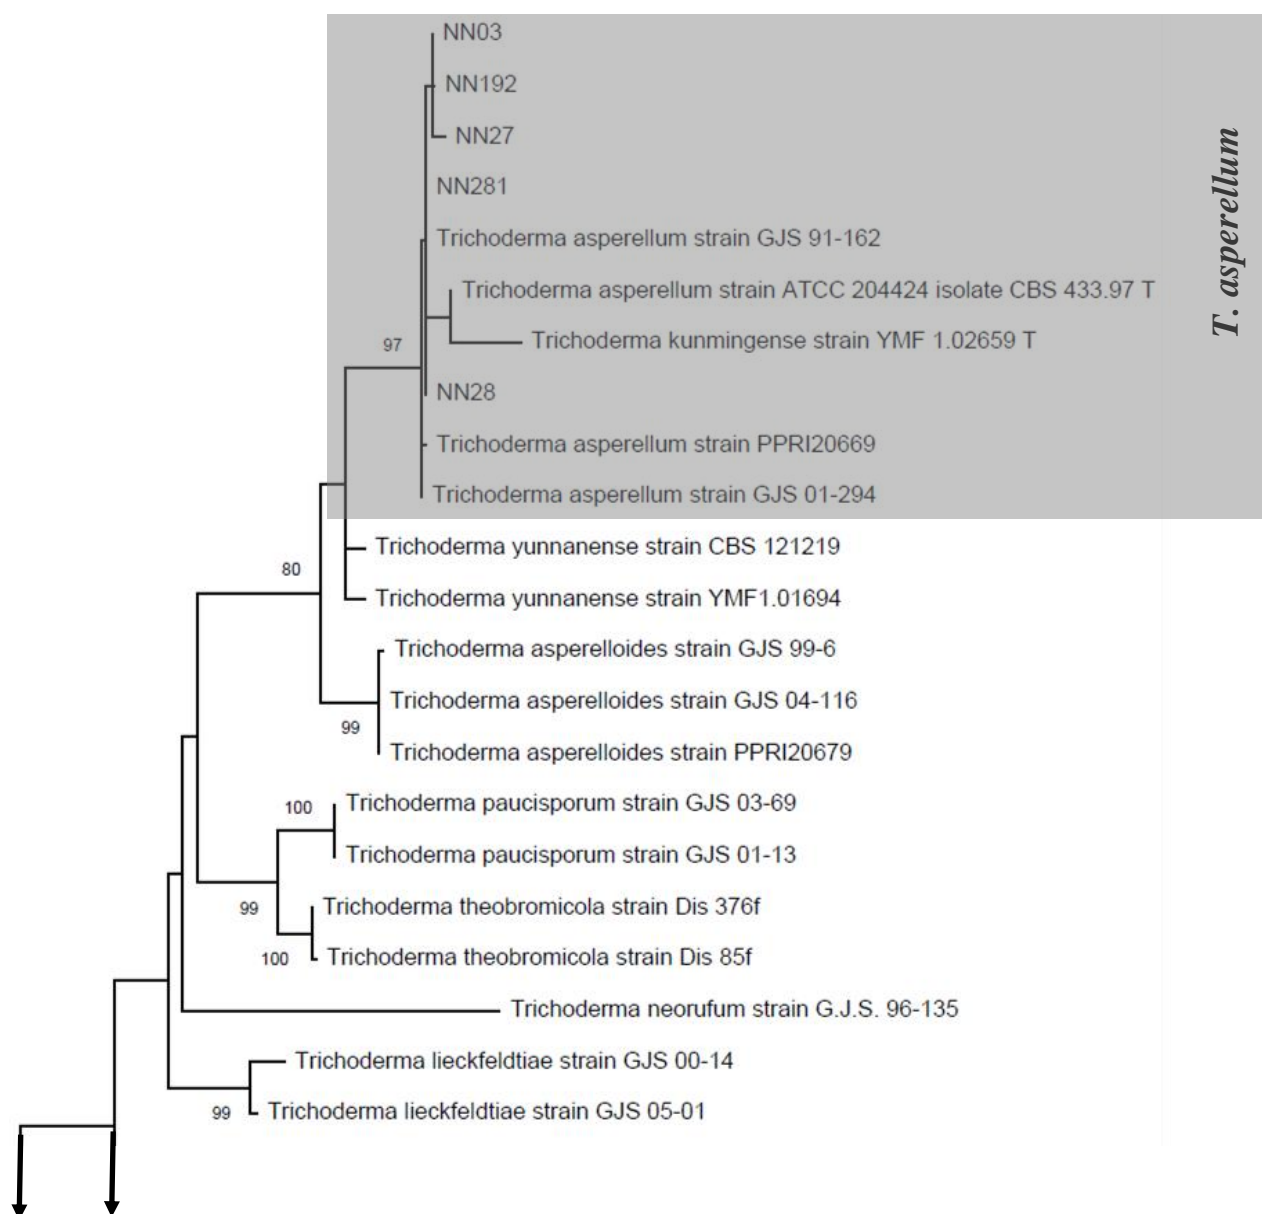 NN03
NN192
NN27
NN281
Trichoderma asperellum strain GJS 91-162
Trichoderma asperellum strain ATCC 204424 isolate CBS 433.97 T
Trichoderma kunmingense strain YMF 1.02659 T
97
NN28
Trichoderma asperellum strain PPRI20669
Trichoderma asperellum strain GJS 01-294
T. asperellum
Trichoderma yunnanense strain CBS 121219
80
Trichoderma yunnanense strain YMF1.01694
Trichoderma asperelloides strain GJS 99-6
Trichoderma asperelloides strain GJS 04-116
99
Trichoderma asperelloides strain PPRI20679
100
Trichoderma paucisporum strain GJS 03-69
Trichoderma paucisporum strain GJS 01-13
99
Trichoderma theobromicola strain Dis 376f
100
Trichoderma theobromicola strain Dis 85f
Trichoderma neorufum strain G.J.S. 96-135
Trichoderma lieckfeldtiae strain GJS 00-14
99
Trichoderma lieckfeldtiae strain GJS 05-01